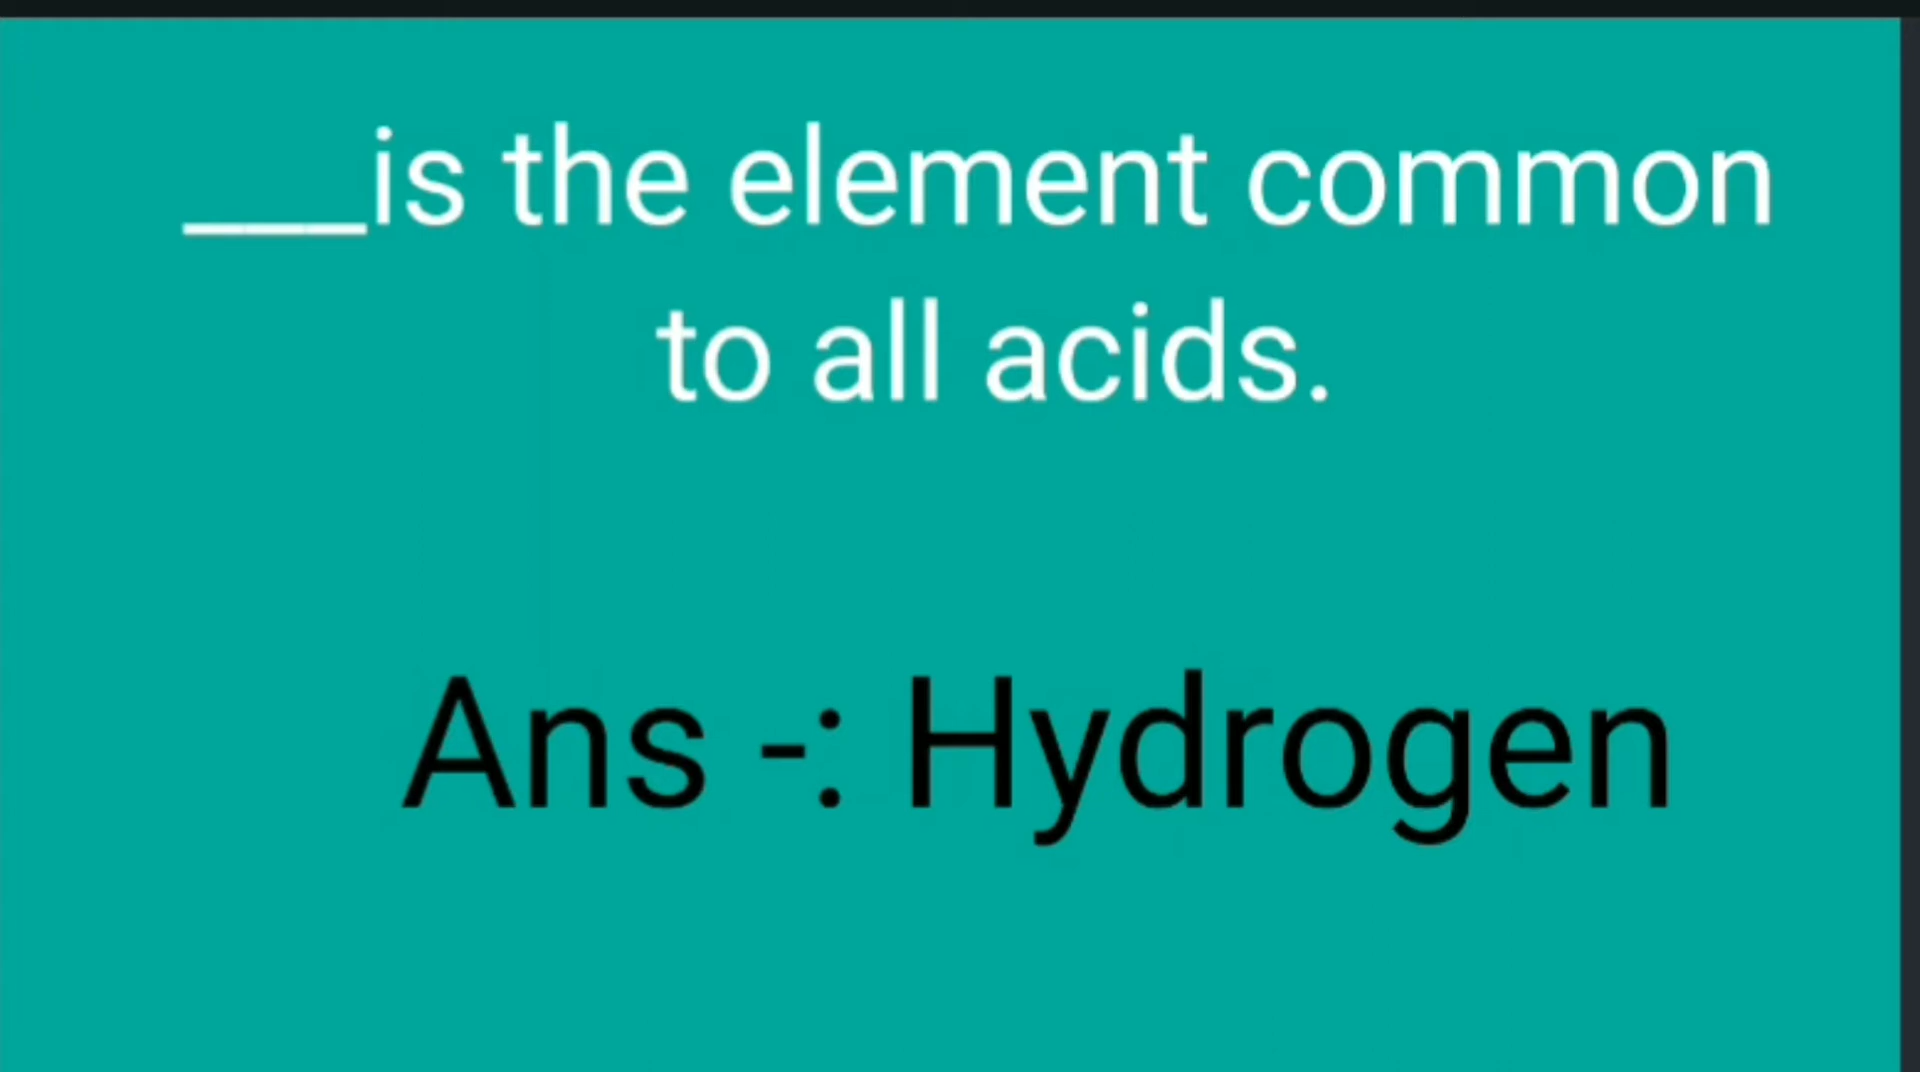 ___is the element common
to all acids.
Ans -: Hydrogen